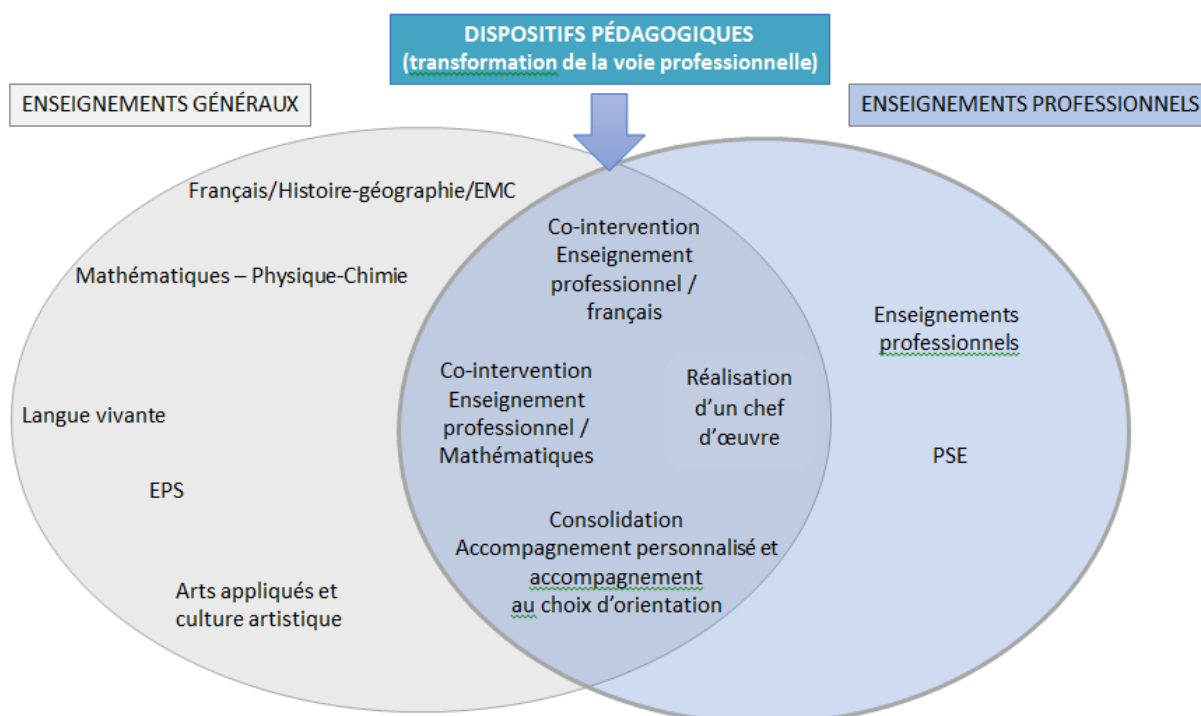 DISPOSITIFS PÉDAGOGIQUES
(transformation de la voie professionnelle)
ENSEIGNEMENTS GÉNÉRAUX
ENSEIGNEMENTS PROFESSIONNELS
Français/Histoire-géographie/EMC
Mathématiques – Physique-Chimie
Langue vivante
EPS
Arts appliqués et
culture artistique
Co-intervention
Enseignement
professionnel /
français
Co-intervention
Enseignement
professionnel /
Mathématiques
Réalisation
d’un chef
d’œuvre
Consolidation
Accompagnement personnalisé et
accompagnement
au choix d’orientation
Enseignements
professionnels
PSE